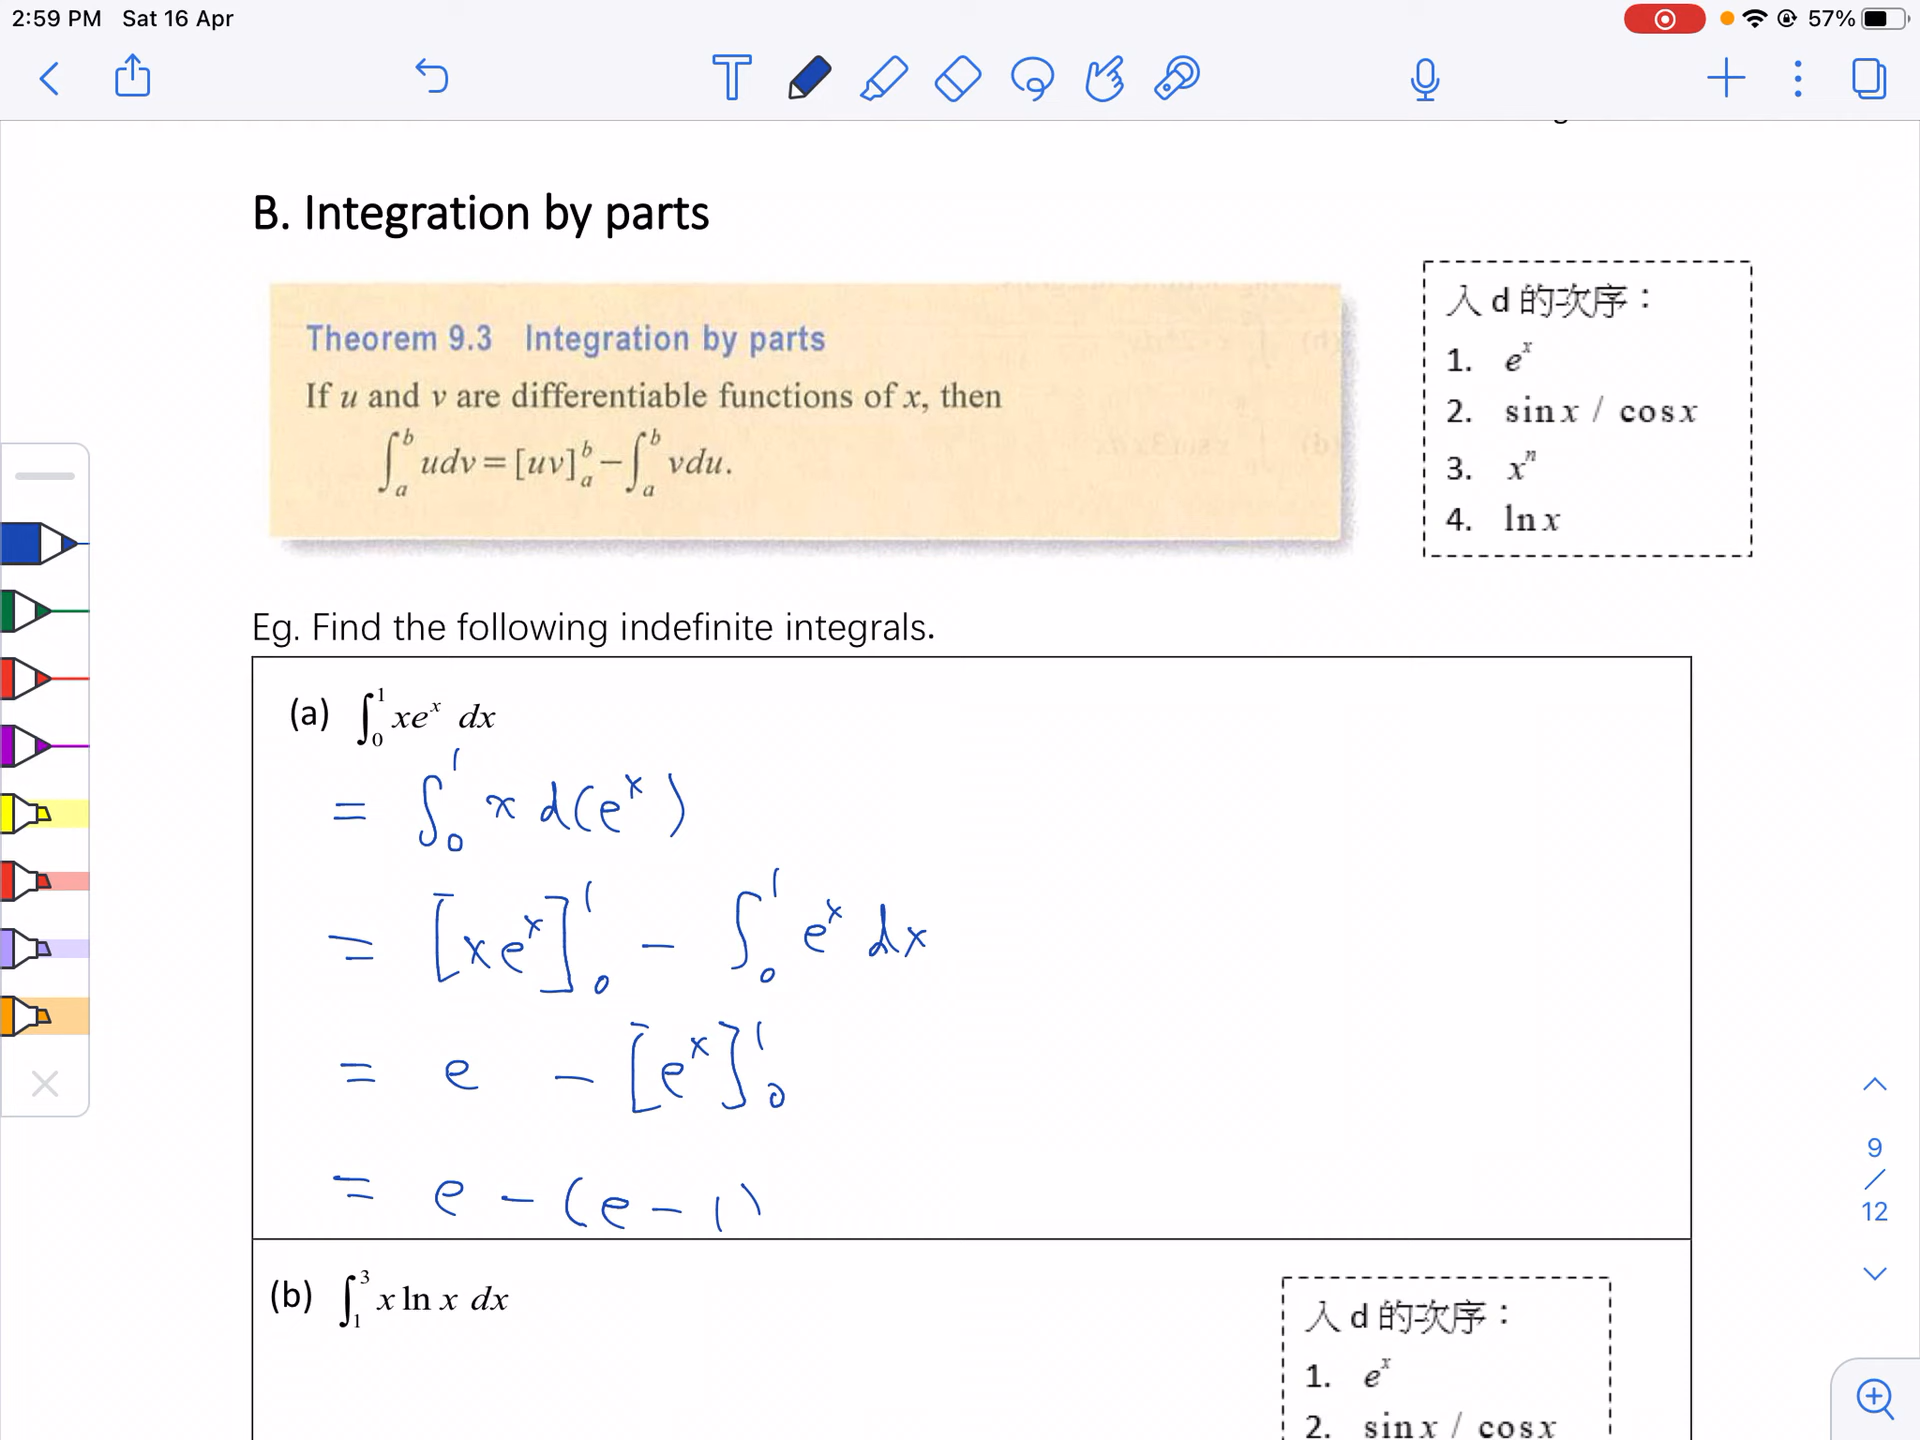 2:59 PM Sat 16 Apr
57%
B. Integration by parts
Theorem 9.3 Integration by parts
If u and v are differentiable functions of x, then
∫_a^b udv = [uv]_a^b − ∫_a^b vdu.
入 d 的次序：
1. e^x
2. sin x / cos x
3. x^n
4. ln x
Eg. Find the following indefinite integrals.
(a) ∫_0^1 xe^x dx
= ∫_0^1 x d(e^x)
= [xe^x]_0^1 − ∫_0^1 e^x dx
= e − [e^x]_0^1
= e − (e − 1)
(b) ∫_1^3 x ln x dx
入 d 的次序：
1. e^x
2. sin x / cos x
9
/
12